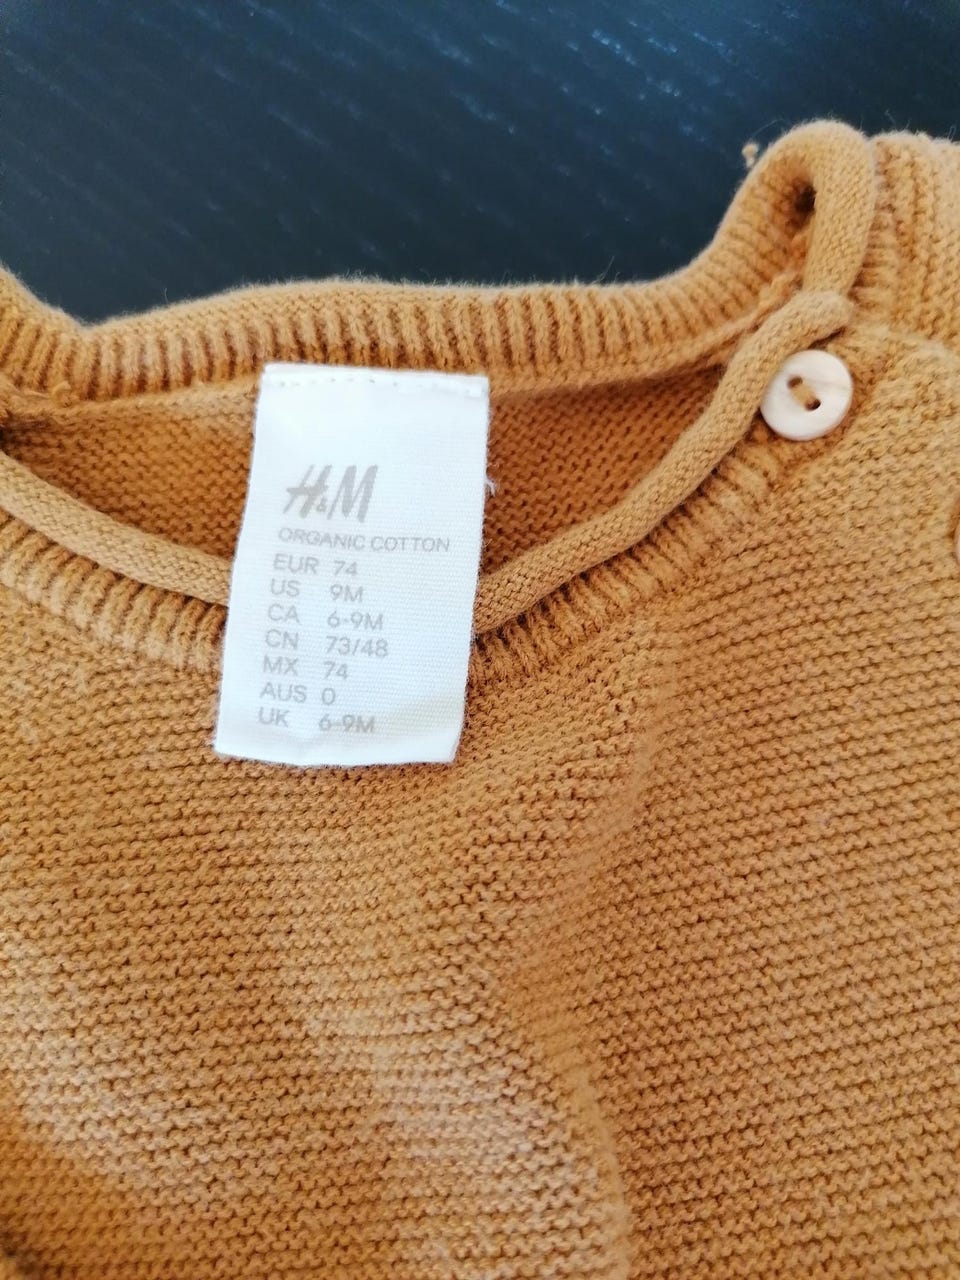 H&M
ORGANIC COTTON
EUR 74
US 9M
CA 6-9M
CN 73/48
MX 74
AUS 0
UK 6-9M